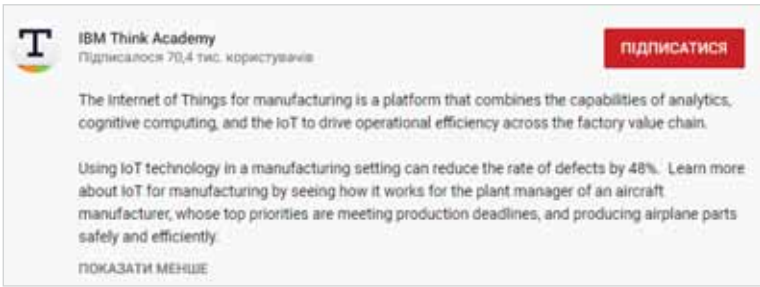 T
IBM Think Academy
Підписалося 70,4 тис. користувачів
ПІДПИСАТИСЯ
The Internet of Things for manufacturing is a platform that combines the capabilities of analytics,
cognitive computing, and the IoT to drive operational efficiency across the factory value chain.
Using IoT technology in a manufacturing setting can reduce the rate of defects by 48%. Learn more
about IoT for manufacturing by seeing how it works for the plant manager of an aircraft
manufacturer, whose top priorities are meeting production deadlines, and producing airplane parts
safely and efficiently.
ПОКАЗАТИ МЕНШЕ